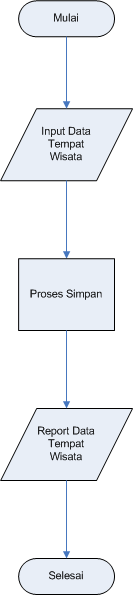 Mulai
Input Data
Tempat
Wisata
Proses Simpan
Report Data
Tempat
Wisata
Selesai